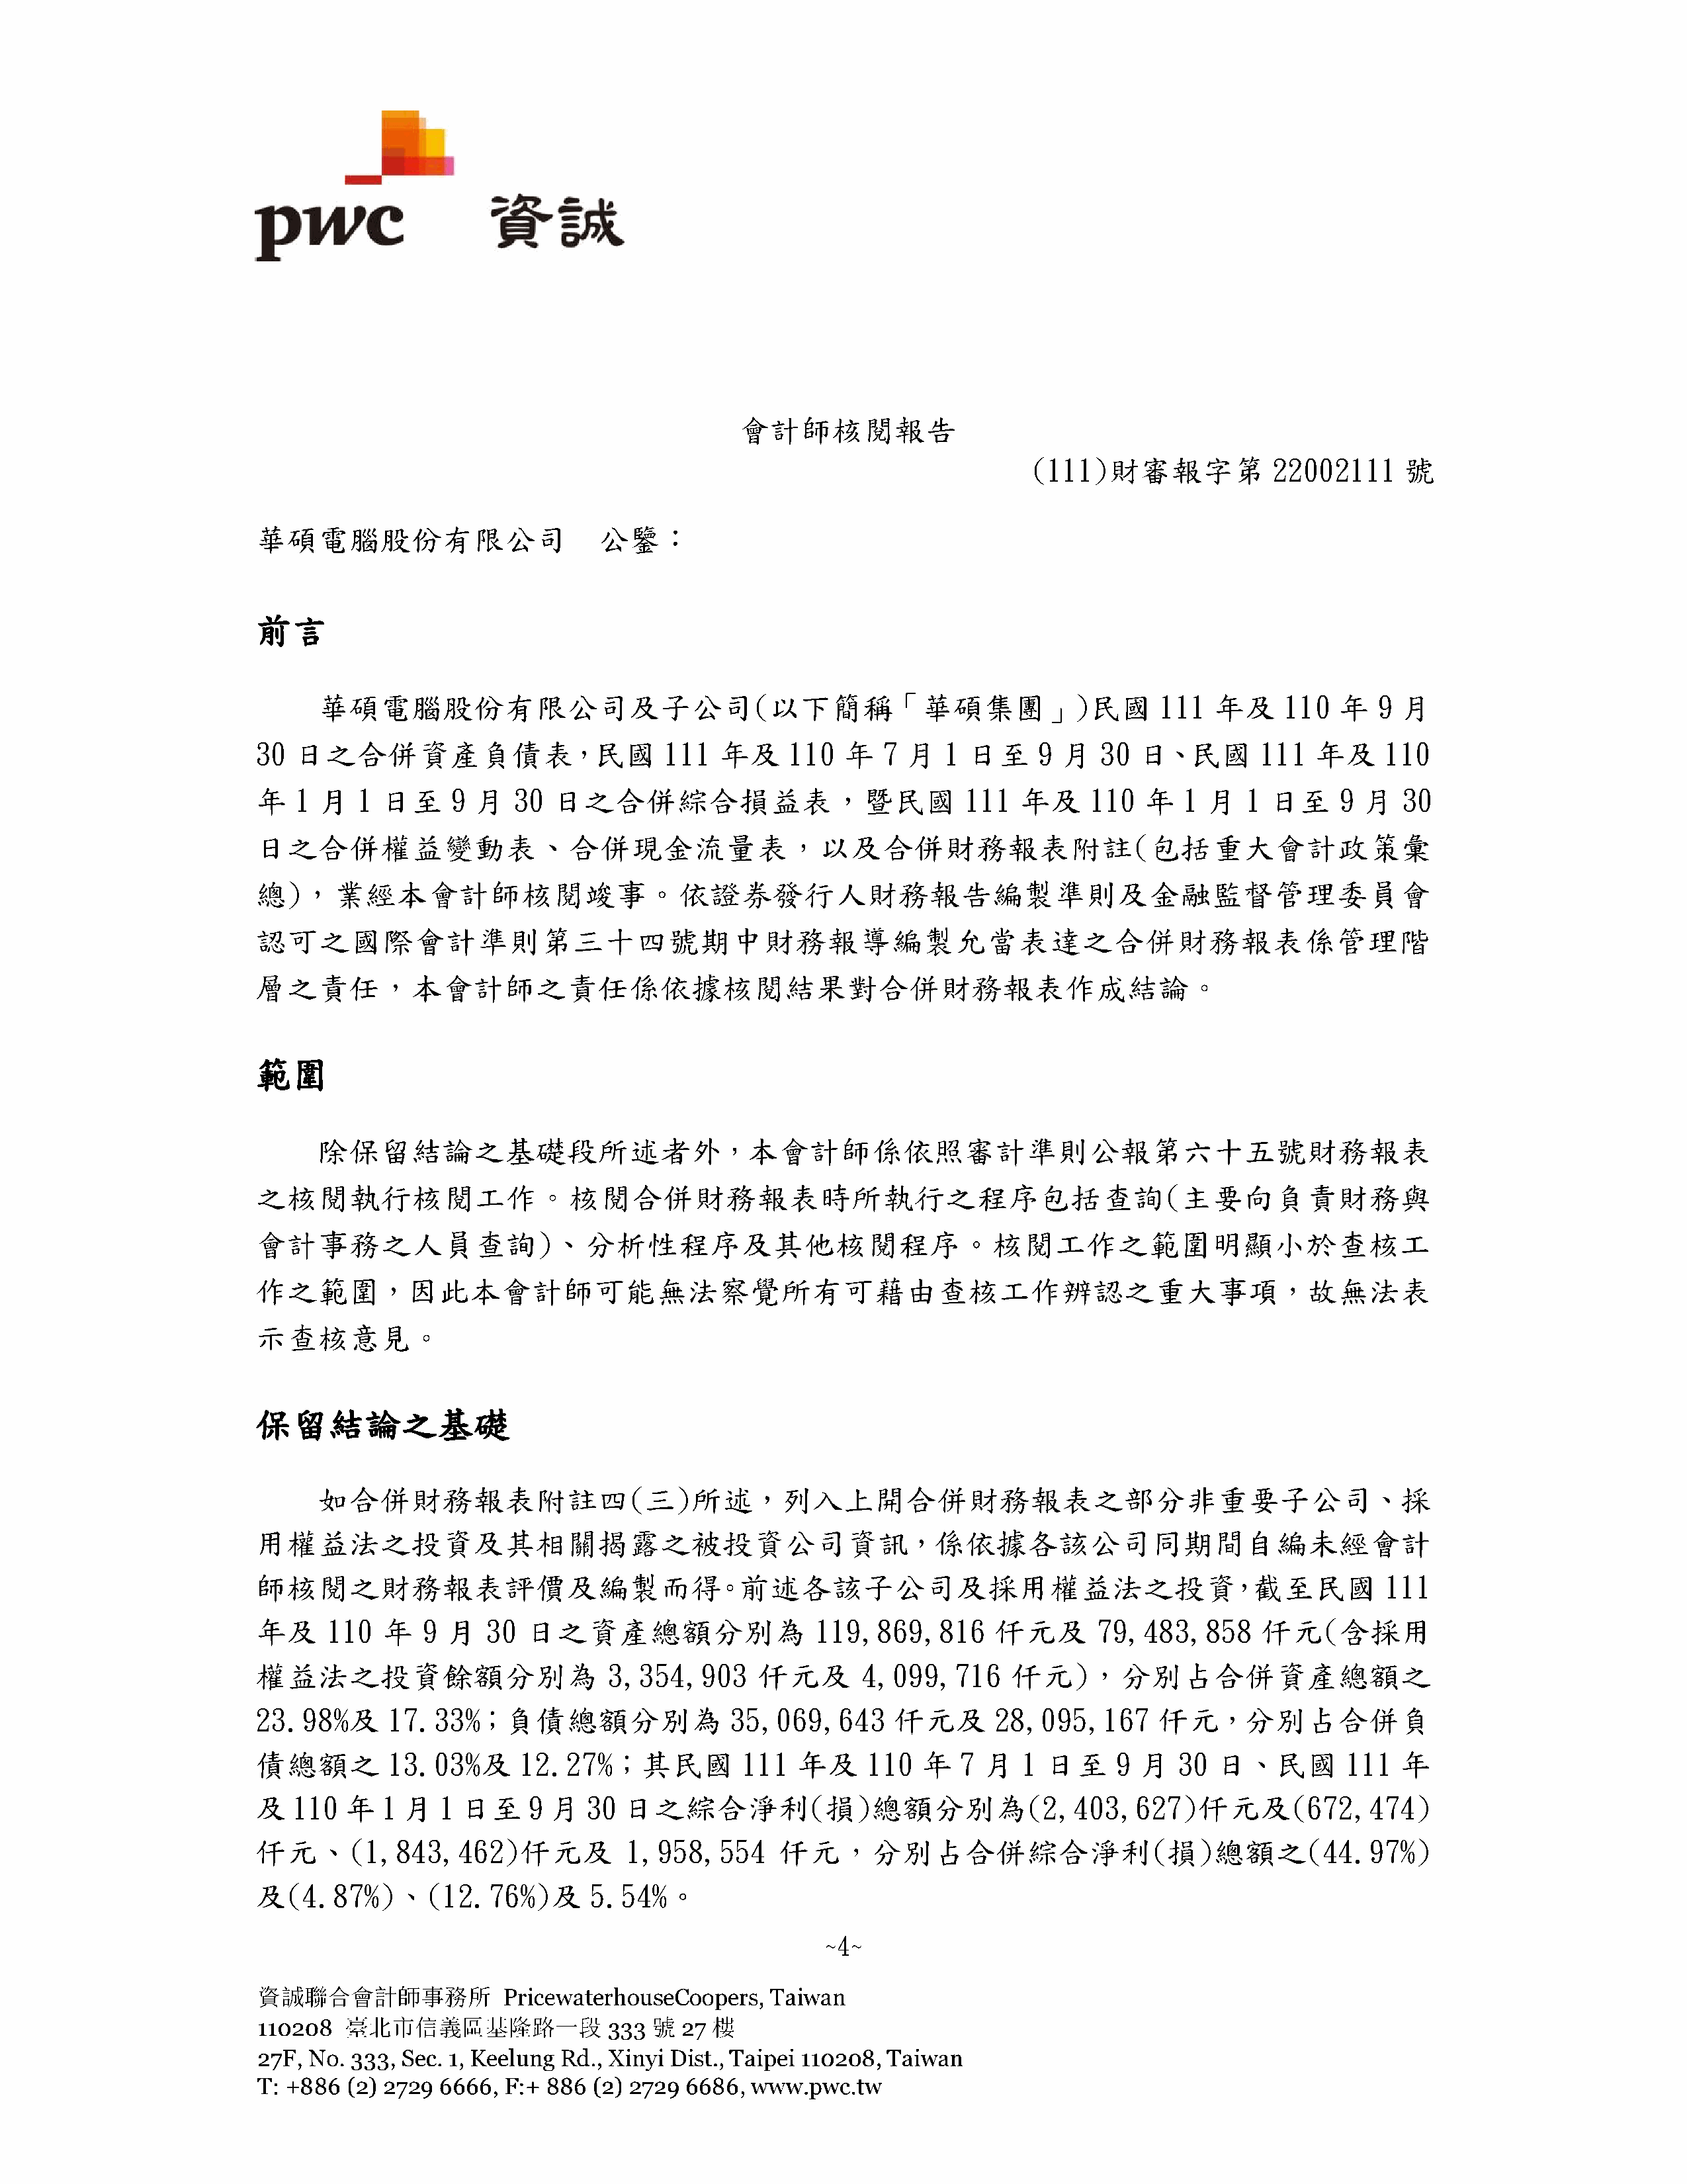 pwc 資誠
會計師核閱報告
(111)財審報字第 22002111 號
華碩電腦股份有限公司　公鑒：
前言
華碩電腦股份有限公司及子公司(以下簡稱「華碩集團」)民國 111 年及 110 年 9 月
30 日之合併資產負債表，民國 111 年及 110 年 7 月 1 日至 9 月 30 日、民國 111 年及 110
年 1 月 1 日至 9 月 30 日之合併綜合損益表，暨民國 111 年及 110 年 1 月 1 日至 9 月 30
日之合併權益變動表、合併現金流量表，以及合併財務報表附註(包括重大會計政策彙
總)，業經本會計師核閱竣事。依證券發行人財務報告編製準則及金融監督管理委員會
認可之國際會計準則第三十四號期中財務報導編製允當表達之合併財務報表係管理階
層之責任，本會計師之責任係依據核閱結果對合併財務報表作成結論。
範圍
除保留結論之基礎段所述者外，本會計師係依照審計準則公報第六十五號財務報表
之核閱執行核閱工作。核閱合併財務報表時所執行之程序包括查詢(主要向負責財務與
會計事務之人員查詢)、分析性程序及其他核閱程序。核閱工作之範圍明顯小於查核工
作之範圍，因此本會計師可能無法察覺所有可藉由查核工作辨認之重大事項，故無法表
示查核意見。
保留結論之基礎
如合併財務報表附註四(三)所述，列入上開合併財務報表之部分非重要子公司、採
用權益法之投資及其相關揭露之被投資公司資訊，係依據各該公司同期間自編未經會計
師核閱之財務報表評價及編製而得。前述各該子公司及採用權益法之投資，截至民國 111
年及 110 年 9 月 30 日之資產總額分別為 119,869,816 仟元及 79,483,858 仟元(含採用
權益法之投資餘額分別為 3,354,903 仟元及 4,099,716 仟元)，分別占合併資產總額之
23.98%及 17.33%；負債總額分別為 35,069,643 仟元及 28,095,167 仟元，分別占合併負
債總額之 13.03%及 12.27%；其民國 111 年及 110 年 7 月 1 日至 9 月 30 日、民國 111 年
及 110 年 1 月 1 日至 9 月 30 日之綜合淨利(損)總額分別為(2,403,627)仟元及(672,474)
仟元、(1,843,462)仟元及 1,958,554 仟元，分別占合併綜合淨利(損)總額之(44.97%)
及(4.87%)、(12.76%)及 5.54%。
~4~
資誠聯合會計師事務所 PricewaterhouseCoopers, Taiwan
110208 臺北市信義區基隆路一段 333 號 27 樓
27F, No. 333, Sec. 1, Keelung Rd., Xinyi Dist., Taipei 110208, Taiwan
T: +886 (2) 2729 6666, F:+ 886 (2) 2729 6686, www.pwc.tw